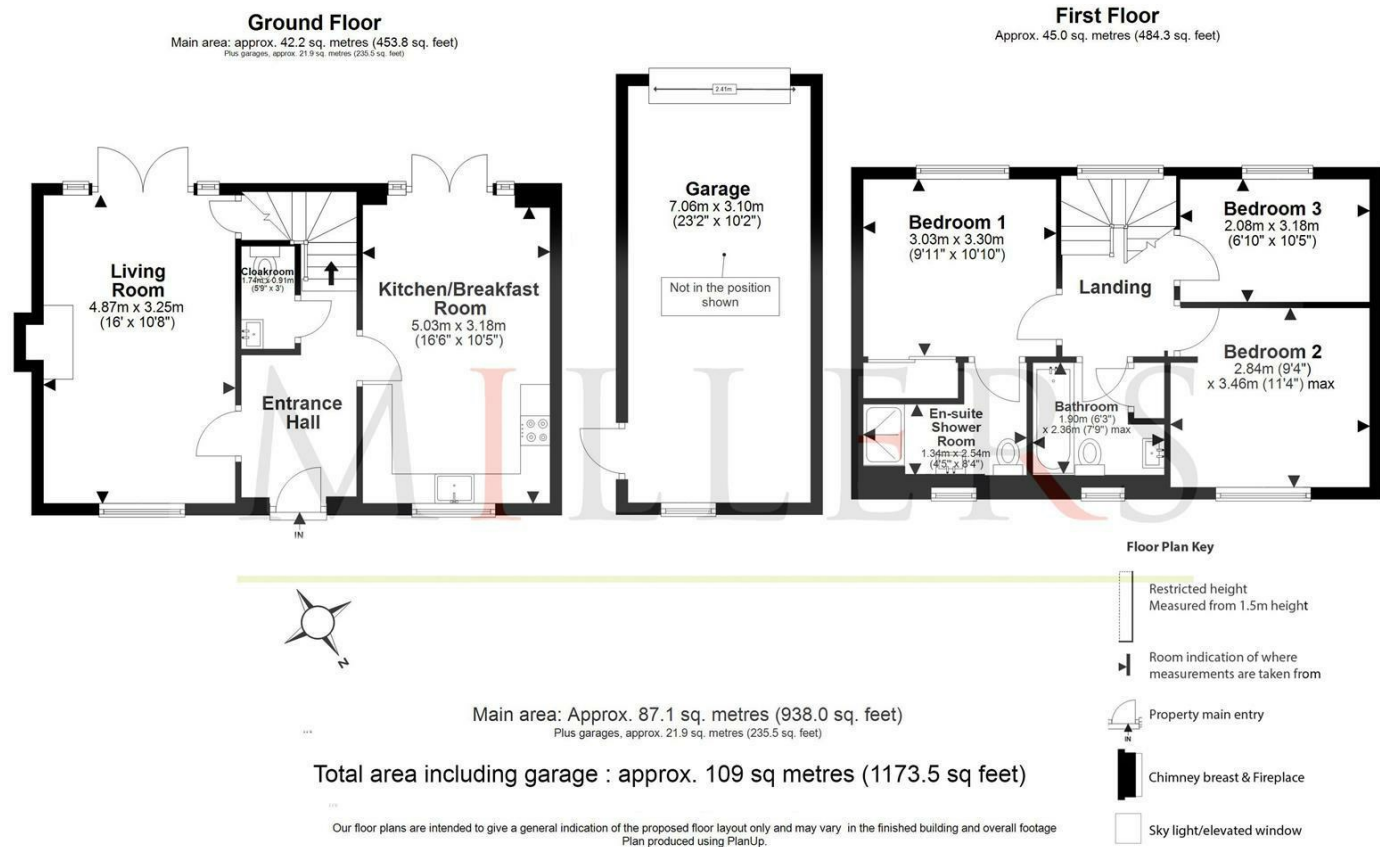 Ground Floor
Main area: approx. 42.2 sq. metres (453.8 sq. feet)
Plus garages, approx. 21.9 sq. metres (235.5 sq. feet)
First Floor
Approx. 45.0 sq. metres (484.3 sq. feet)
2.41m
Living
Room
4.87m x 3.25m
(16' x 10'8")
Cloakroom
1.74m x 0.91m
(5'9" x 3')
Kitchen/Breakfast
Room
5.03m x 3.18m
(16'6" x 10'5")
Entrance
Hall
IN
Garage
7.06m x 3.10m
(23'2" x 10'2")
Not in the position
shown
Bedroom 1
3.03m x 3.30m
(9'11" x 10'10")
Landing
Bedroom 3
2.08m x 3.18m
(6'10" x 10'5")
Bedroom 2
2.84m (9'4")
x 3.46m (11'4") max
En-suite
Shower
Room
1.34m x 2.54m
(4'5" x 8'4")
Bathroom
1.90m (6'3")
x 2.36m (7'9") max
MILLERS
N
Floor Plan Key
Restricted height
Measured from 1.5m height
Room indication of where
measurements are taken from
Property main entry
IN
Chimney breast & Fireplace
Sky light/elevated window
Main area: Approx. 87.1 sq. metres (938.0 sq. feet)
Plus garages, approx. 21.9 sq. metres (235.5 sq. feet)
Total area including garage : approx. 109 sq metres (1173.5 sq feet)
Our floor plans are intended to give a general indication of the proposed floor layout only and may vary in the finished building and overall footage
Plan produced using PlanUp.